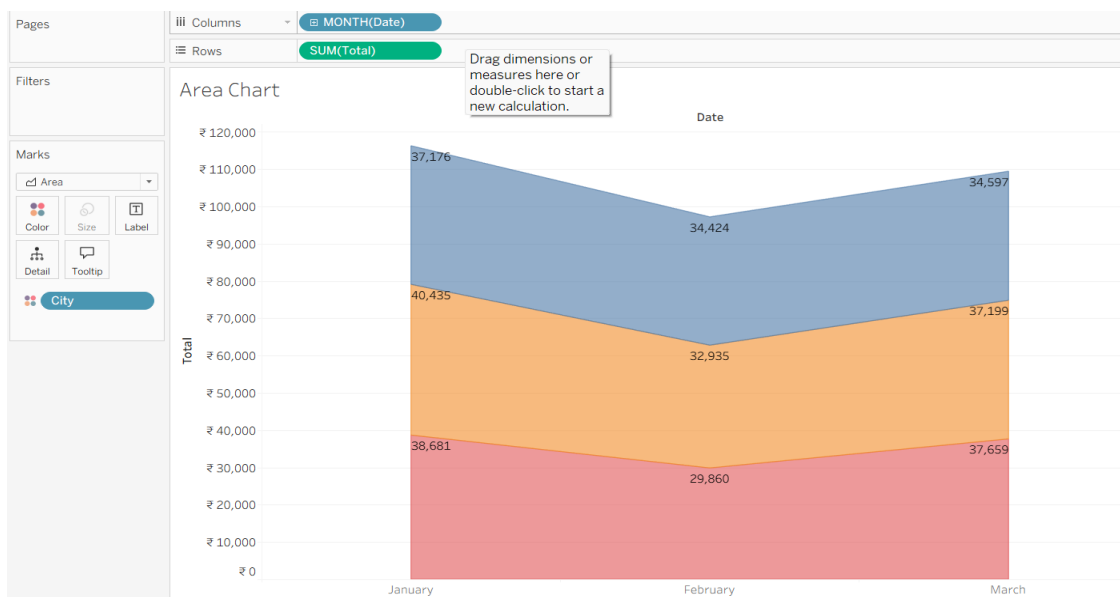 Pages
Columns
MONTH(Date)
Rows
SUM(Total)
Drag dimensions or
measures here or
double-click to start a
new calculation.
Filters
Marks
Area
Color
Size
Label
Detail
Tooltip
City
Area Chart
Date
Total
₹ 120,000
₹ 110,000
₹ 100,000
₹ 90,000
₹ 80,000
₹ 70,000
₹ 60,000
₹ 50,000
₹ 40,000
₹ 30,000
₹ 20,000
₹ 10,000
₹ 0
37,176
34,424
34,597
40,435
32,935
37,199
38,681
29,860
37,659
January
February
March